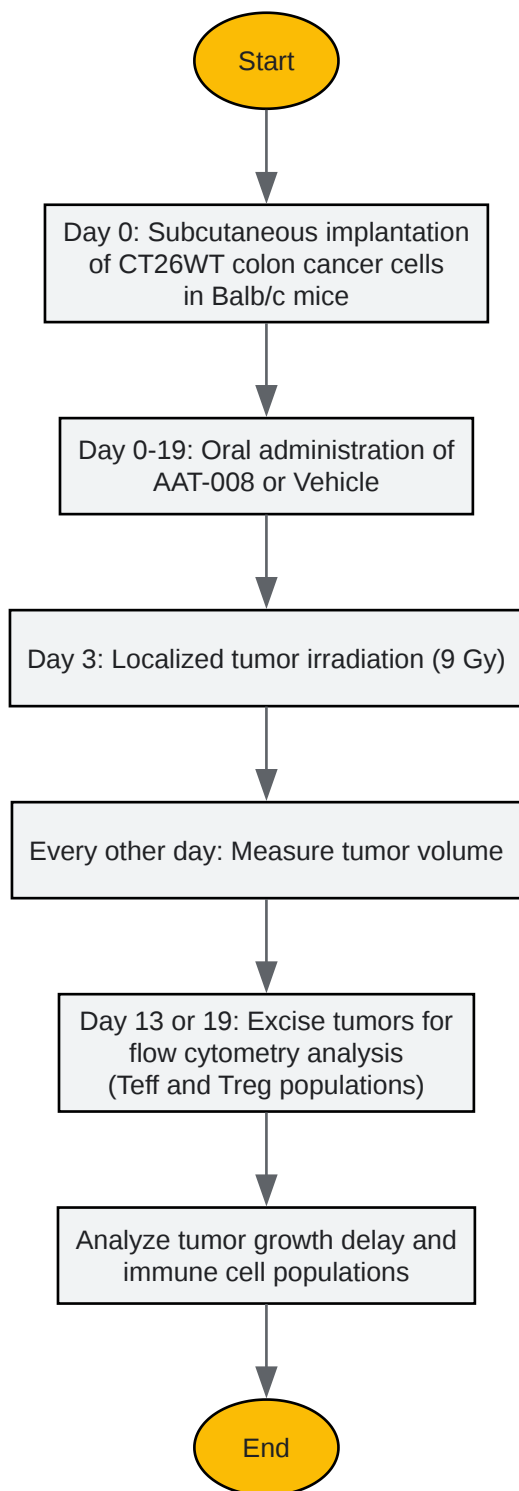 Start
Day 0: Subcutaneous implantation
of CT26WT colon cancer cells
in Balb/c mice
Day 0-19: Oral administration of
AAT-008 or Vehicle
Day 3: Localized tumor irradiation (9 Gy)
Every other day: Measure tumor volume
Day 13 or 19: Excise tumors for
flow cytometry analysis
(Teff and Treg populations)
Analyze tumor growth delay and
immune cell populations
End